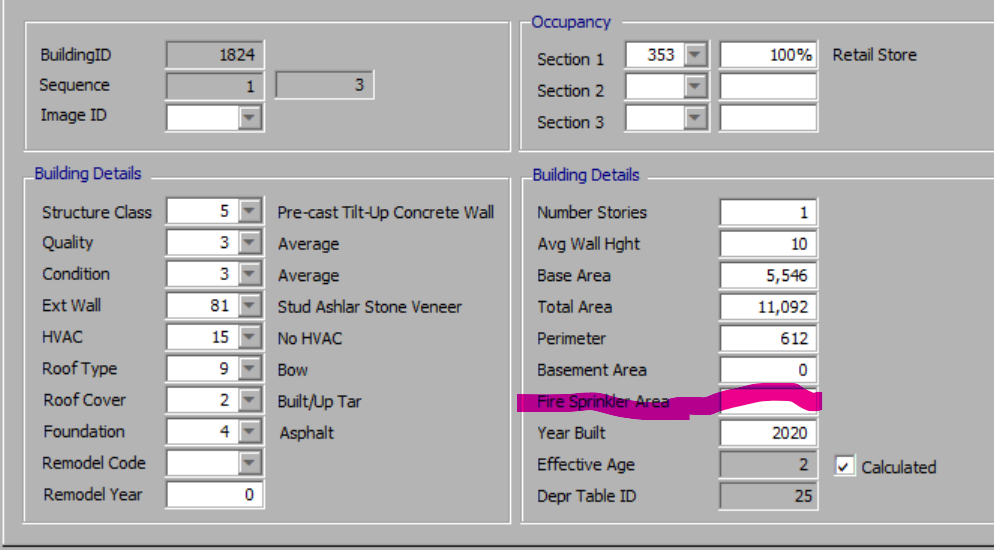 BuildingID 1824
Sequence 1 3
Image ID
Occupancy
Section 1 353 100% Retail Store
Section 2
Section 3
Building Details
Structure Class 5 Pre-cast Tilt-Up Concrete Wall
Quality 3 Average
Condition 3 Average
Ext Wall 81 Stud Ashlar Stone Veneer
HVAC 15 No HVAC
Roof Type 9 Bow
Roof Cover 2 Built/Up Tar
Foundation 4 Asphalt
Remodel Code
Remodel Year 0
Building Details
Number Stories 1
Avg Wall Hght 10
Base Area 5,546
Total Area 11,092
Perimeter 612
Basement Area 0
Fire Sprinkler Area
Year Built 2020
Effective Age 2 Calculated
Depr Table ID 25